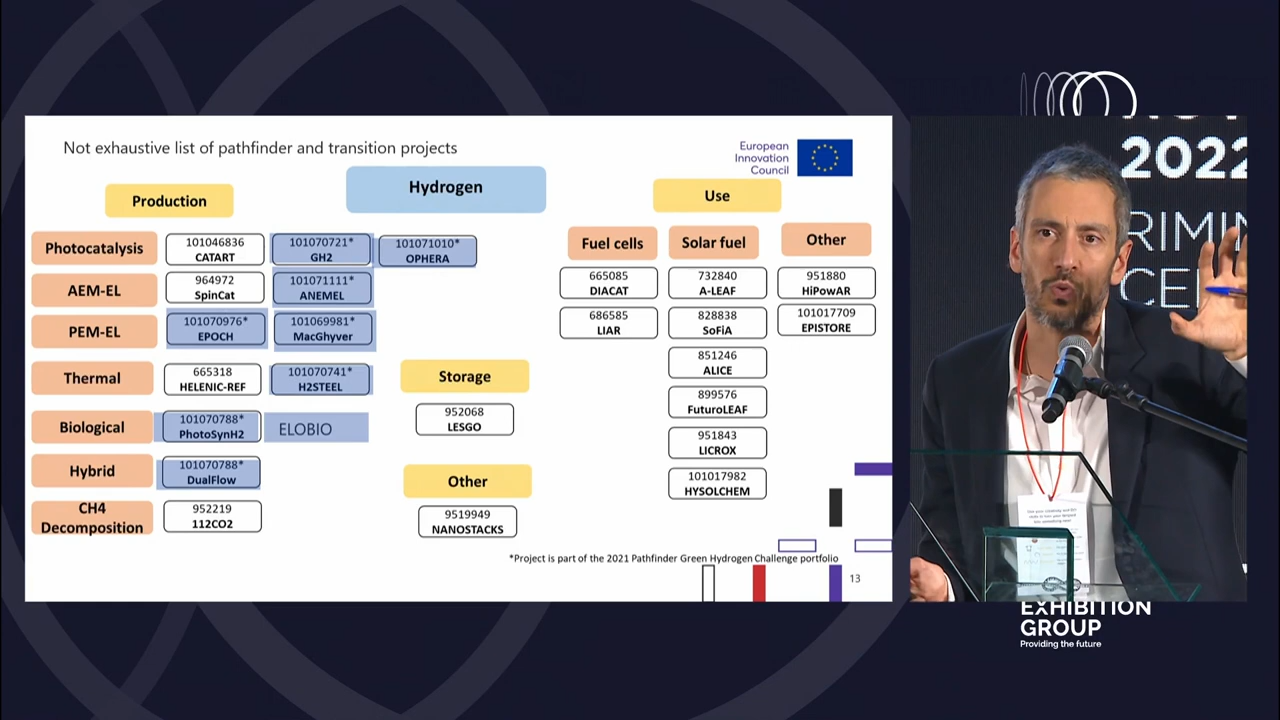 Not exhaustive list of pathfinder and transition projects
European
Innovation
Council
Hydrogen
Production
Use
Photocatalysis
101046836
CATART
101070721*
GH2
101071010*
OPHERA
AEM-EL
964972
SpinCat
101071111*
ANEMEL
PEM-EL
101070976*
EPOCH
101069981*
MacGhyver
Thermal
665318
HELENIC-REF
101070741*
H2STEEL
Biological
101070788*
PhotoSynH2
ELOBIO
Hybrid
101070788*
DualFlow
CH4
Decomposition
952219
112CO2
Storage
952068
LESGO
Other
9519949
NANOSTACKS
Fuel cells
665085
DIACAT
686585
LIAR
Solar fuel
732840
A-LEAF
828838
SoFiA
851246
ALICE
899576
FuturoLEAF
951843
LICROX
101017982
HYSOLCHEM
Other
951880
HiPowAR
101017709
EPISTORE
*Project is part of the 2021 Pathfinder Green Hydrogen Challenge portfolio
13
2022
RIMIN
CE
EXHIBITION
GROUP
Providing the future